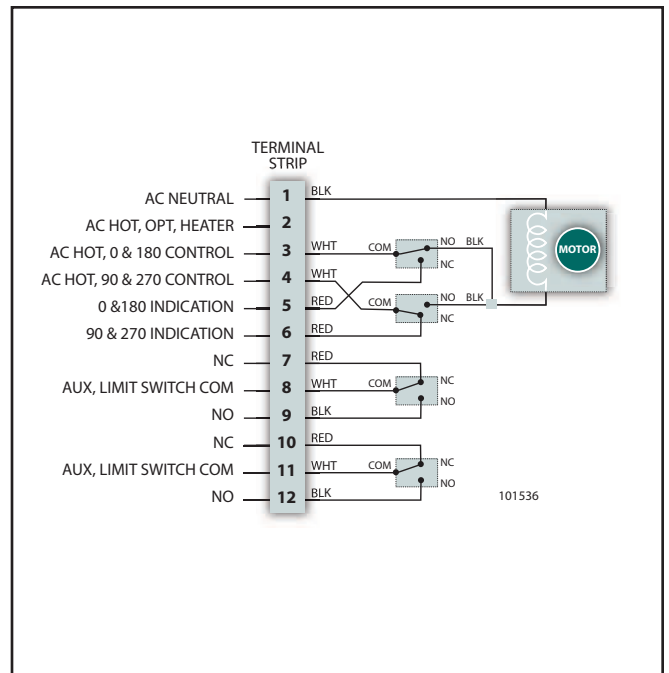 TERMINAL
STRIP
AC NEUTRAL 1 BLK
AC HOT, OPT, HEATER 2
AC HOT, 0 & 180 CONTROL 3 WHT COM NO BLK
NC
AC HOT, 90 & 270 CONTROL 4 WHT COM NO BLK
NC
0 &180 INDICATION 5 RED
90 & 270 INDICATION 6 RED
NC 7 RED
AUX, LIMIT SWITCH COM 8 WHT COM NC
NO
NO 9 BLK
NC 10 RED
AUX, LIMIT SWITCH COM 11 WHT COM NC
NO
NO 12 BLK
MOTOR
101536